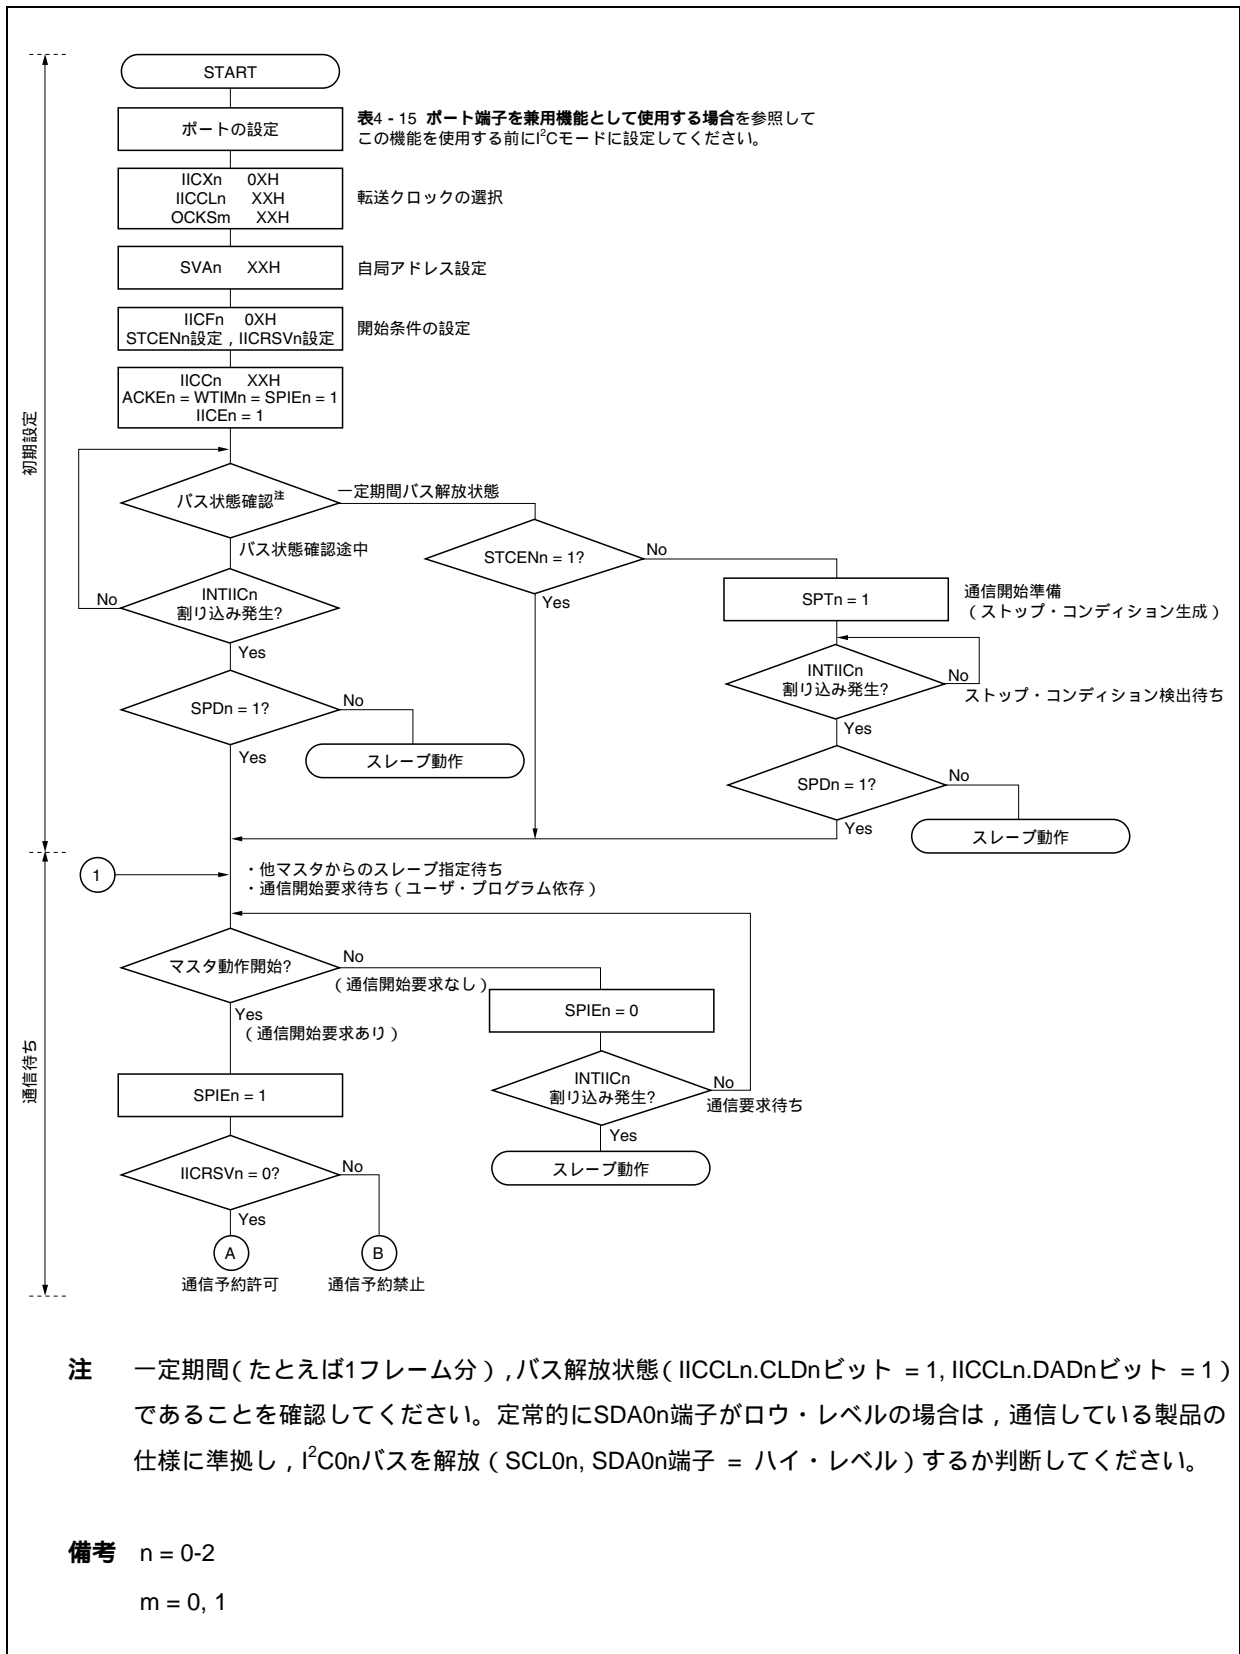 START
ポートの設定
表4 - 15 ポート端子を兼用機能として使用する場合を参照して
この機能を使用する前にI²Cモードに設定してください。
IICXn 0XH
IICCLn XXH
OCKSm XXH
転送クロックの選択
SVAn XXH
自局アドレス設定
IICFn 0XH
STCENn設定 , IICRSVn設定
開始条件の設定
IICCn XXH
ACKEn = WTIMn = SPIEn = 1
IICEn = 1
初期設定
バス状態確認注
一定期間バス解放状態
バス状態確認途中
STCENn = 1?
No
Yes
INTIICn
割り込み発生?
No
Yes
SPTn = 1
通信開始準備
( ストップ・コンディション生成 )
INTIICn
割り込み発生?
No
ストップ・コンディション検出待ち
Yes
SPDn = 1?
No
Yes
スレーブ動作
SPDn = 1?
No
Yes
スレーブ動作
1
・他マスタからのスレーブ指定待ち
・通信開始要求待ち ( ユーザ・プログラム依存 )
通信待ち
マスタ動作開始?
No
( 通信開始要求なし )
Yes
( 通信開始要求あり )
SPIEn = 0
INTIICn
割り込み発生?
No
通信要求待ち
Yes
スレーブ動作
SPIEn = 1
IICRSVn = 0?
No
Yes
A
B
通信予約許可
通信予約禁止
注 一定期間 ( たとえば1フレーム分 ) , バス解放状態 ( IICCLn.CLDnビット = 1, IICCLn.DADnビット = 1 )
であることを確認してください。定常的にSDA0n端子がロウ・レベルの場合は , 通信している製品の
仕様に準拠し , I²C0nバスを解放 ( SCL0n, SDA0n端子 = ハイ・レベル ) するか判断してください。
備考 n = 0-2
m = 0, 1